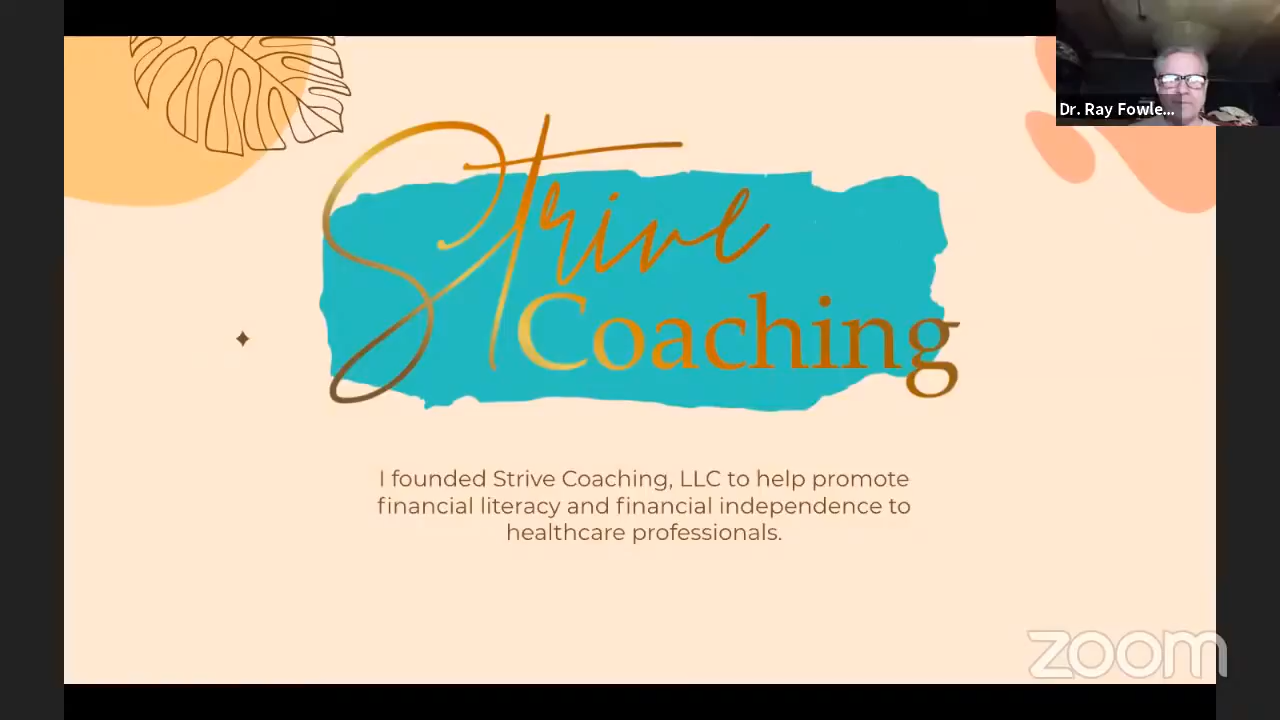 Dr. Ray Fowle...
Strive
Coaching
I founded Strive Coaching, LLC to help promote
financial literacy and financial independence to
healthcare professionals.
zoom